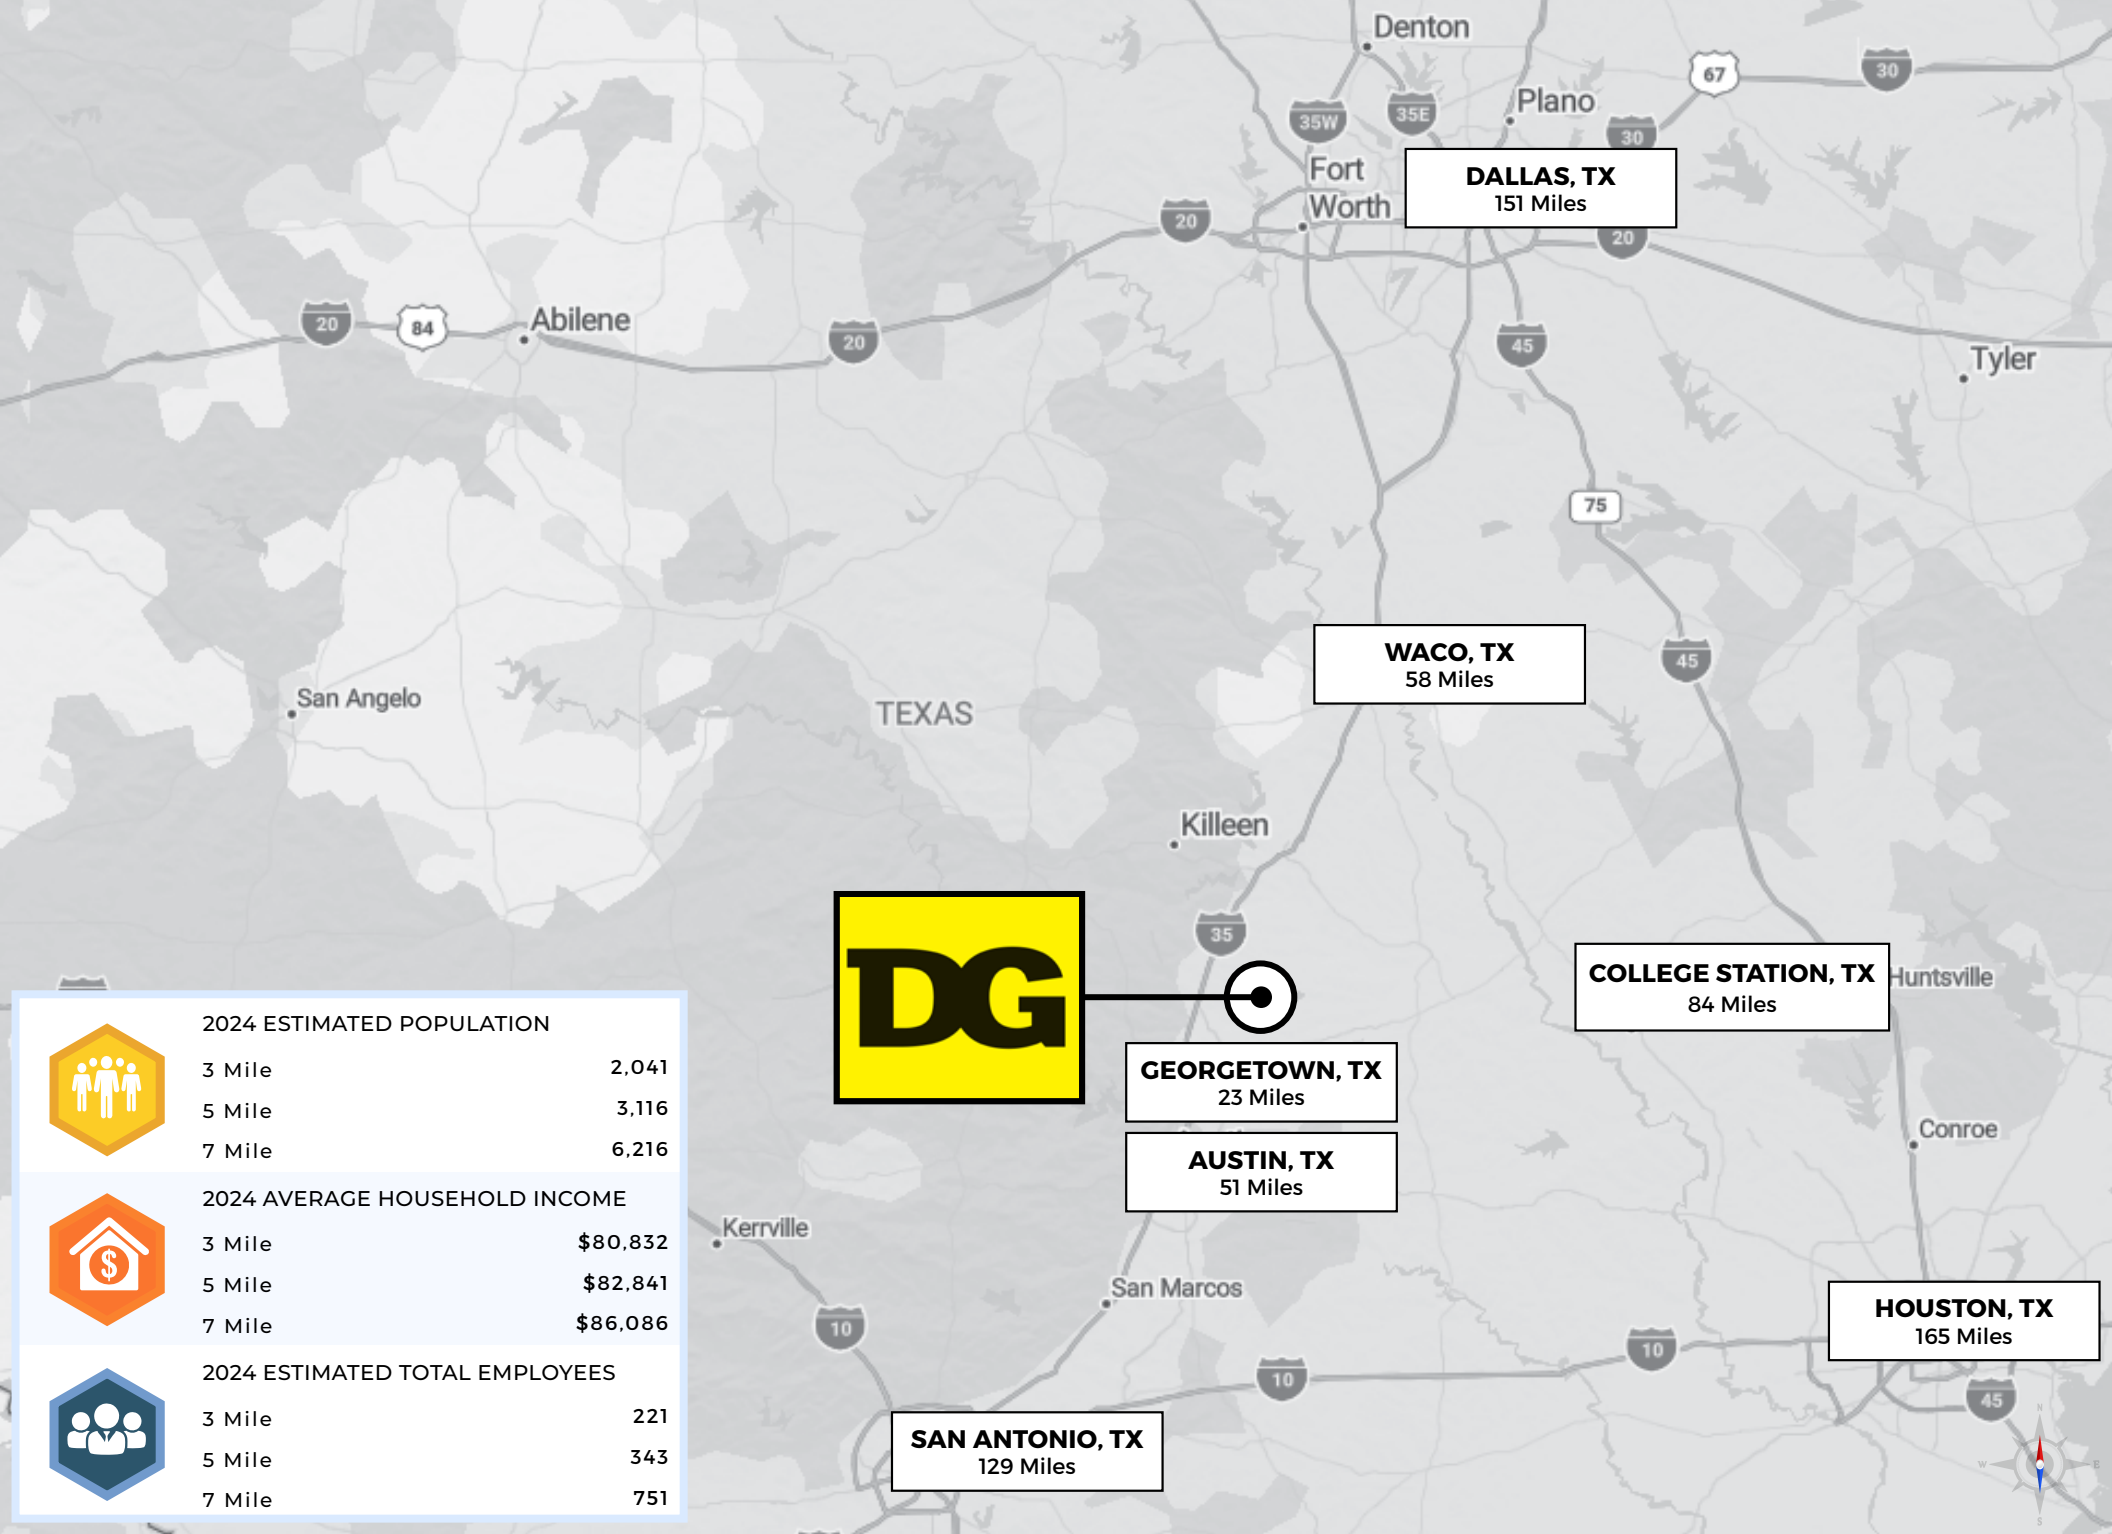 Denton
67
30
Plano
35W
35E
30
Fort
Worth
DALLAS, TX
151 Miles
20
20
20
84
Abilene
20
45
Tyler
75
WACO, TX
58 Miles
45
San Angelo
TEXAS
Killeen
35
DG
COLLEGE STATION, TX
84 Miles
Huntsville
GEORGETOWN, TX
23 Miles
AUSTIN, TX
51 Miles
Conroe
Kerrville
San Marcos
10
10
10
HOUSTON, TX
165 Miles
45
SAN ANTONIO, TX
129 Miles
N
W
E
S
2024 ESTIMATED POPULATION
3 Mile 2,041
5 Mile 3,116
7 Mile 6,216
2024 AVERAGE HOUSEHOLD INCOME
$
3 Mile $80,832
5 Mile $82,841
7 Mile $86,086
2024 ESTIMATED TOTAL EMPLOYEES
3 Mile 221
5 Mile 343
7 Mile 751